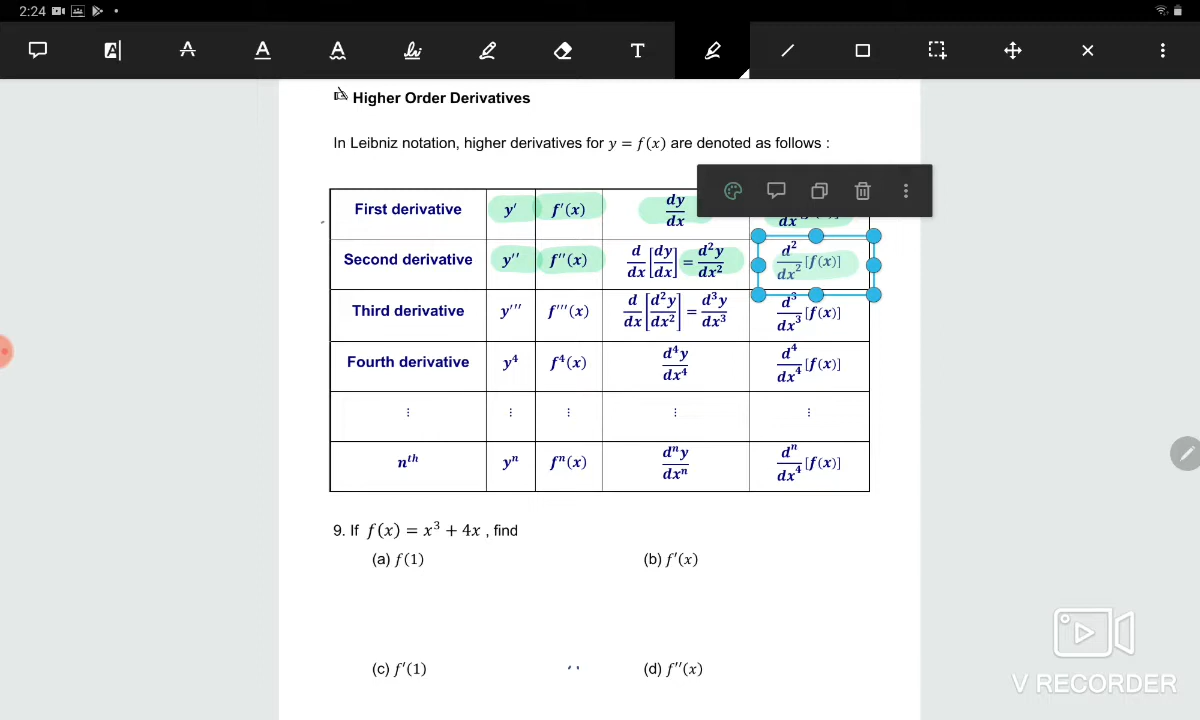 2:24
Higher Order Derivatives
In Leibniz notation, higher derivatives for y = f(x) are denoted as follows :
First derivative y′ f′(x) dy/dx
Second derivative y′′ f′′(x) d/dx [dy/dx] = d²y/dx² d²/dx² [f(x)]
Third derivative y′′′ f′′′(x) d/dx [d²y/dx²] = d³y/dx³ d³/dx³ [f(x)]
Fourth derivative y⁴ f⁴(x) d⁴y/dx⁴ d⁴/dx⁴ [f(x)]
⋮ ⋮ ⋮ ⋮ ⋮
nᵗʰ yⁿ fⁿ(x) dⁿy/dxⁿ dⁿ/dx⁴ [f(x)]
9. If f(x) = x³ + 4x , find
(a) f(1) (b) f′(x)
(c) f′(1) (d) f′′(x)
V RECORDER